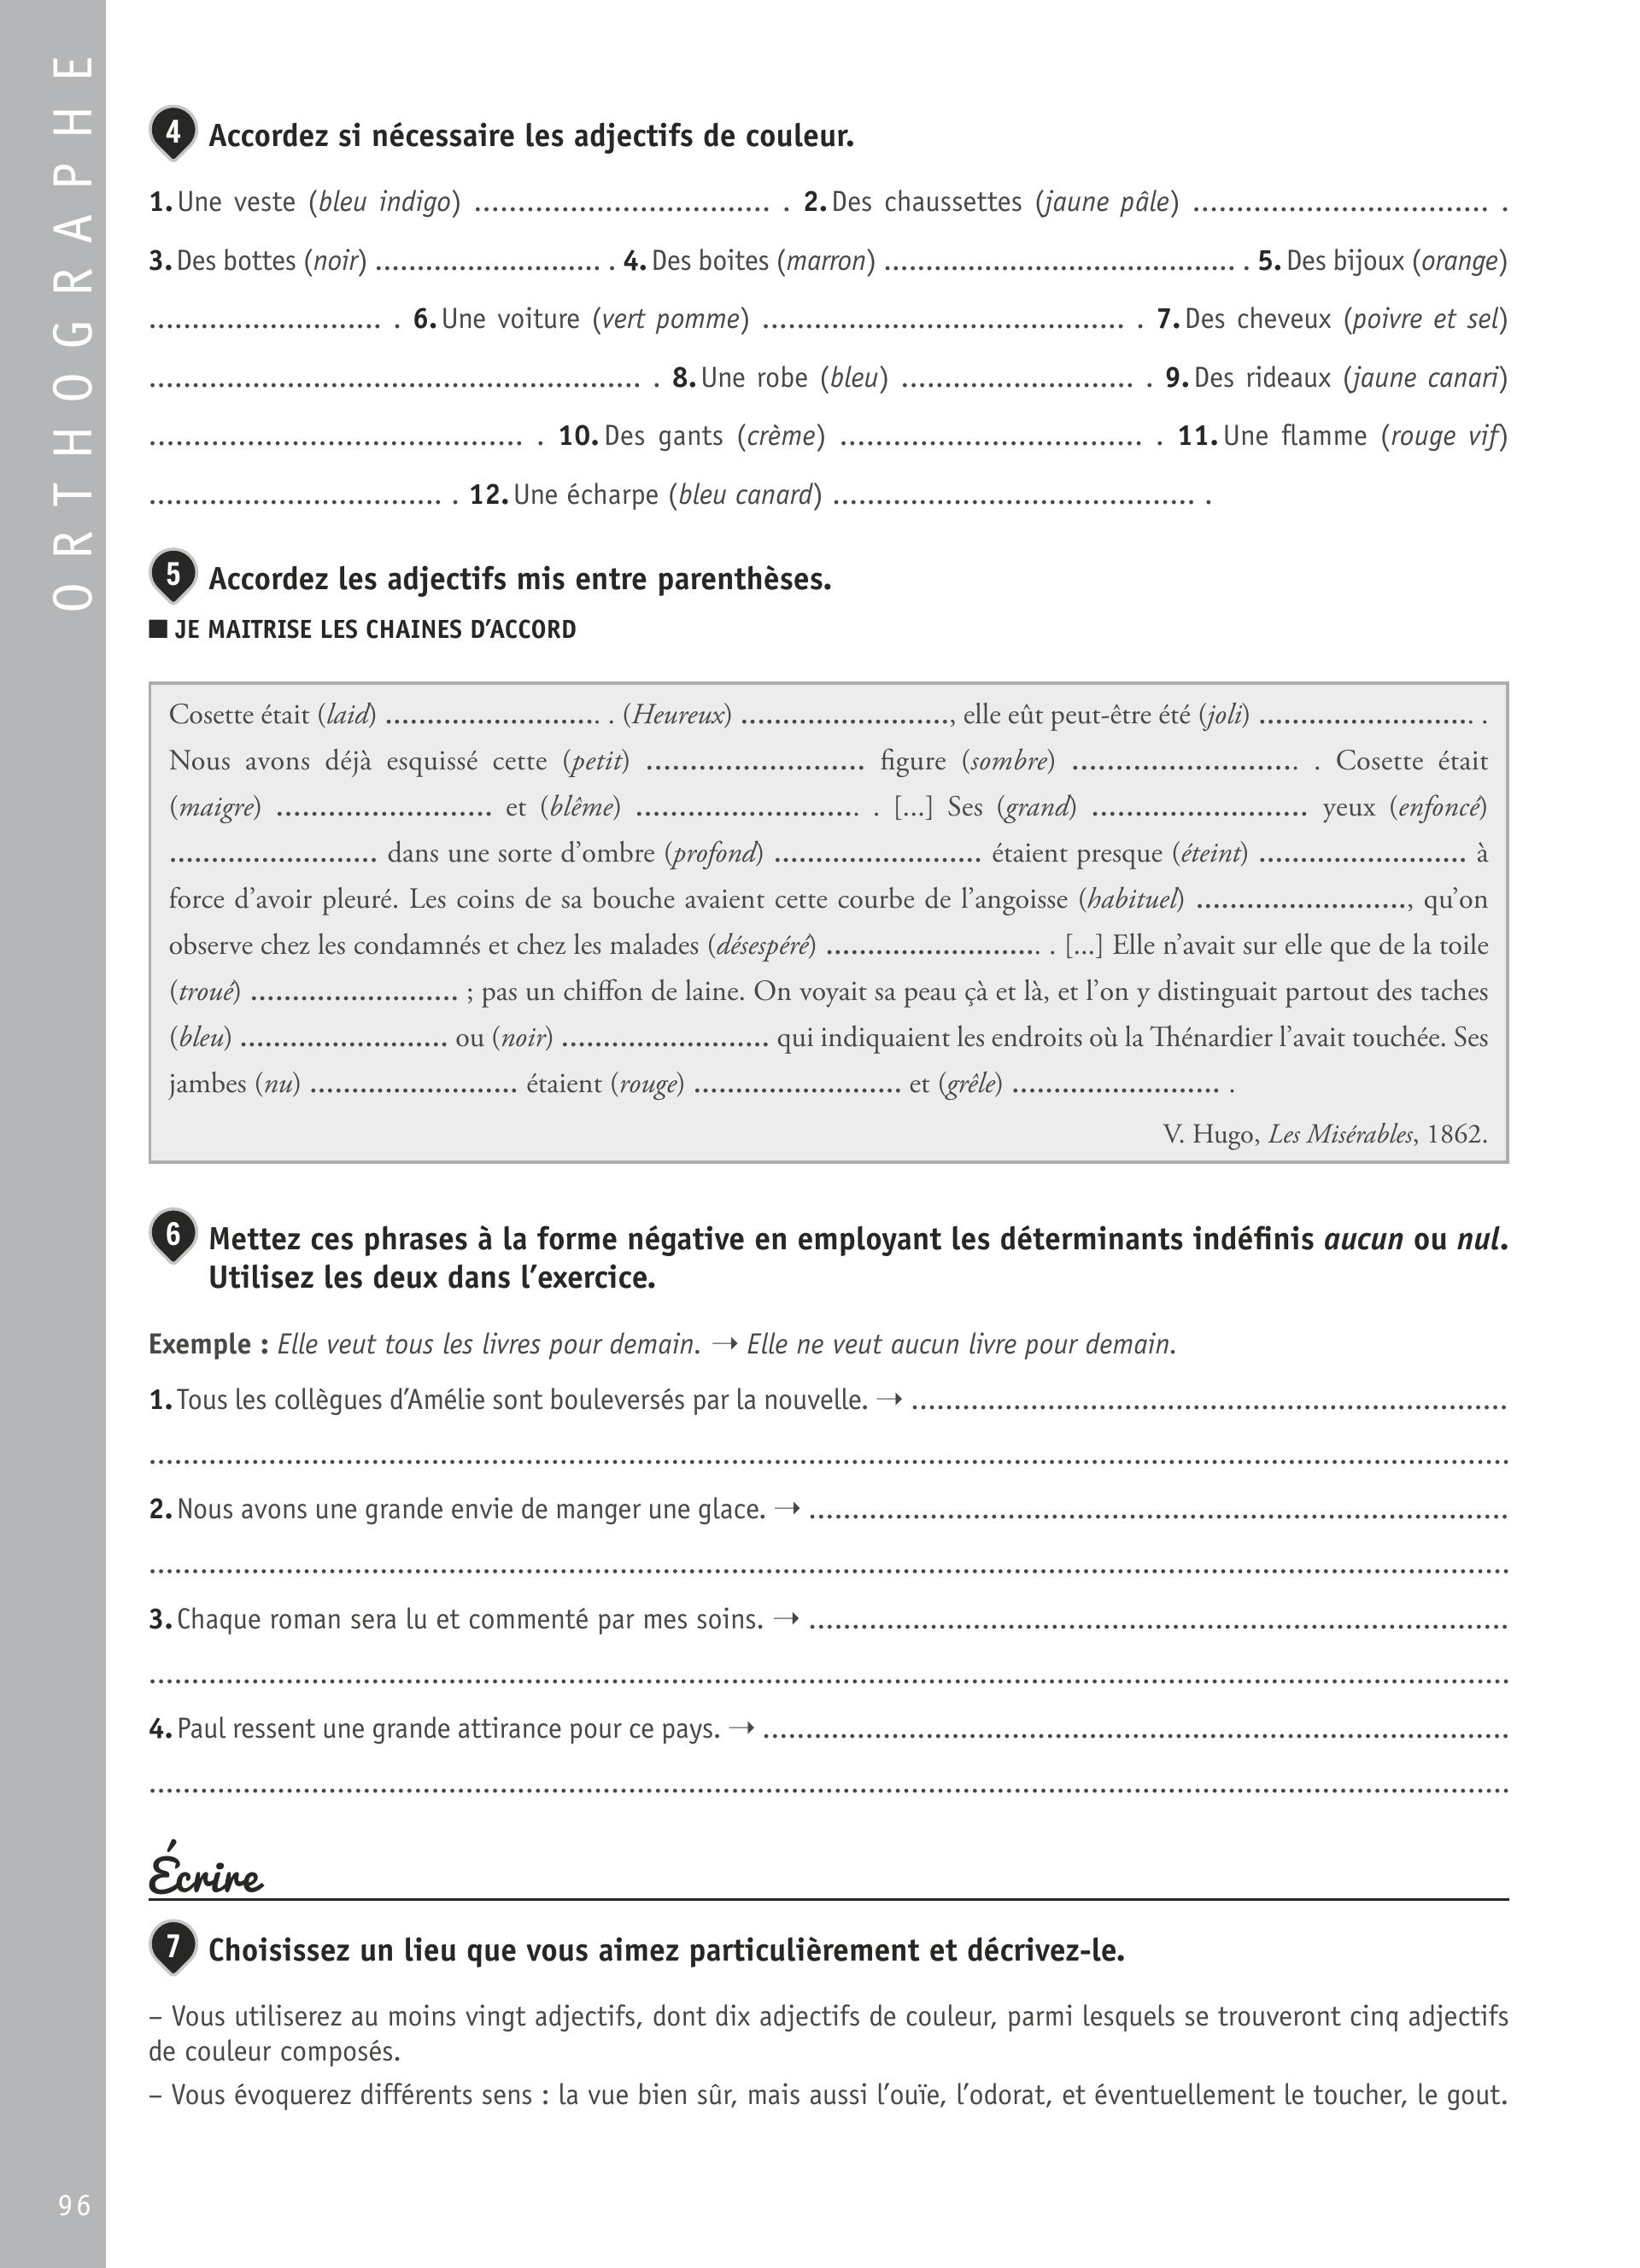 ORTHOGRAPHE
4 Accordez si nécessaire les adjectifs de couleur.
1. Une veste (bleu indigo) .................................. . 2. Des chaussettes (jaune pâle) .................................. .
3. Des bottes (noir) .......................... . 4. Des boites (marron) ........................................ . 5. Des bijoux (orange)
........................... . 6. Une voiture (vert pomme) .......................................... . 7. Des cheveux (poivre et sel)
............................................................ . 8. Une robe (bleu) ........................... . 9. Des rideaux (jaune canari)
........................................... . 10. Des gants (crème) ................................... . 11. Une flamme (rouge vif)
.................................. . 12. Une écharpe (bleu canard) .......................................... .
5 Accordez les adjectifs mis entre parenthèses.
■ JE MAITRISE LES CHAINES D’ACCORD
Cosette était (laid) ......................... . (Heureux) ........................, elle eût peut-être été (joli) ......................... .
Nous avons déjà esquissé cette (petit) ......................... figure (sombre) .......................... . Cosette était
(maigre) ......................... et (blême) .......................... . [...] Ses (grand) ......................... yeux (enfoncé)
........................ dans une sorte d’ombre (profond) ........................ étaient presque (éteint) ........................ à
force d’avoir pleuré. Les coins de sa bouche avaient cette courbe de l’angoisse (habituel) ........................, qu’on
observe chez les condamnés et chez les malades (désespéré) ......................... . [...] Elle n’avait sur elle que de la toile
(troué) ........................ ; pas un chiffon de laine. On voyait sa peau çà et là, et l’on y distinguait partout des taches
(bleu) ........................ ou (noir) ........................ qui indiquaient les endroits où la Thénardier l’avait touchée. Ses
jambes (nu) ........................ étaient (rouge) ........................ et (grêle) ........................ .
V. Hugo, Les Misérables, 1862.
6 Mettez ces phrases à la forme négative en employant les déterminants indéfinis aucun ou nul.
Utilisez les deux dans l’exercice.
Exemple : Elle veut tous les livres pour demain. → Elle ne veut aucun livre pour demain.
1. Tous les collègues d’Amélie sont bouleversés par la nouvelle. → .....................................................................
..............................................................................................................................................................
2. Nous avons une grande envie de manger une glace. → .................................................................................
..............................................................................................................................................................
3. Chaque roman sera lu et commenté par mes soins. → .................................................................................
..............................................................................................................................................................
4. Paul ressent une grande attirance pour ce pays. → ......................................................................................
..............................................................................................................................................................
Écrire
7 Choisissez un lieu que vous aimez particulièrement et décrivez-le.
– Vous utiliserez au moins vingt adjectifs, dont dix adjectifs de couleur, parmi lesquels se trouveront cinq adjectifs
de couleur composés.
– Vous évoquerez différents sens : la vue bien sûr, mais aussi l’ouïe, l’odorat, et éventuellement le toucher, le gout.
96